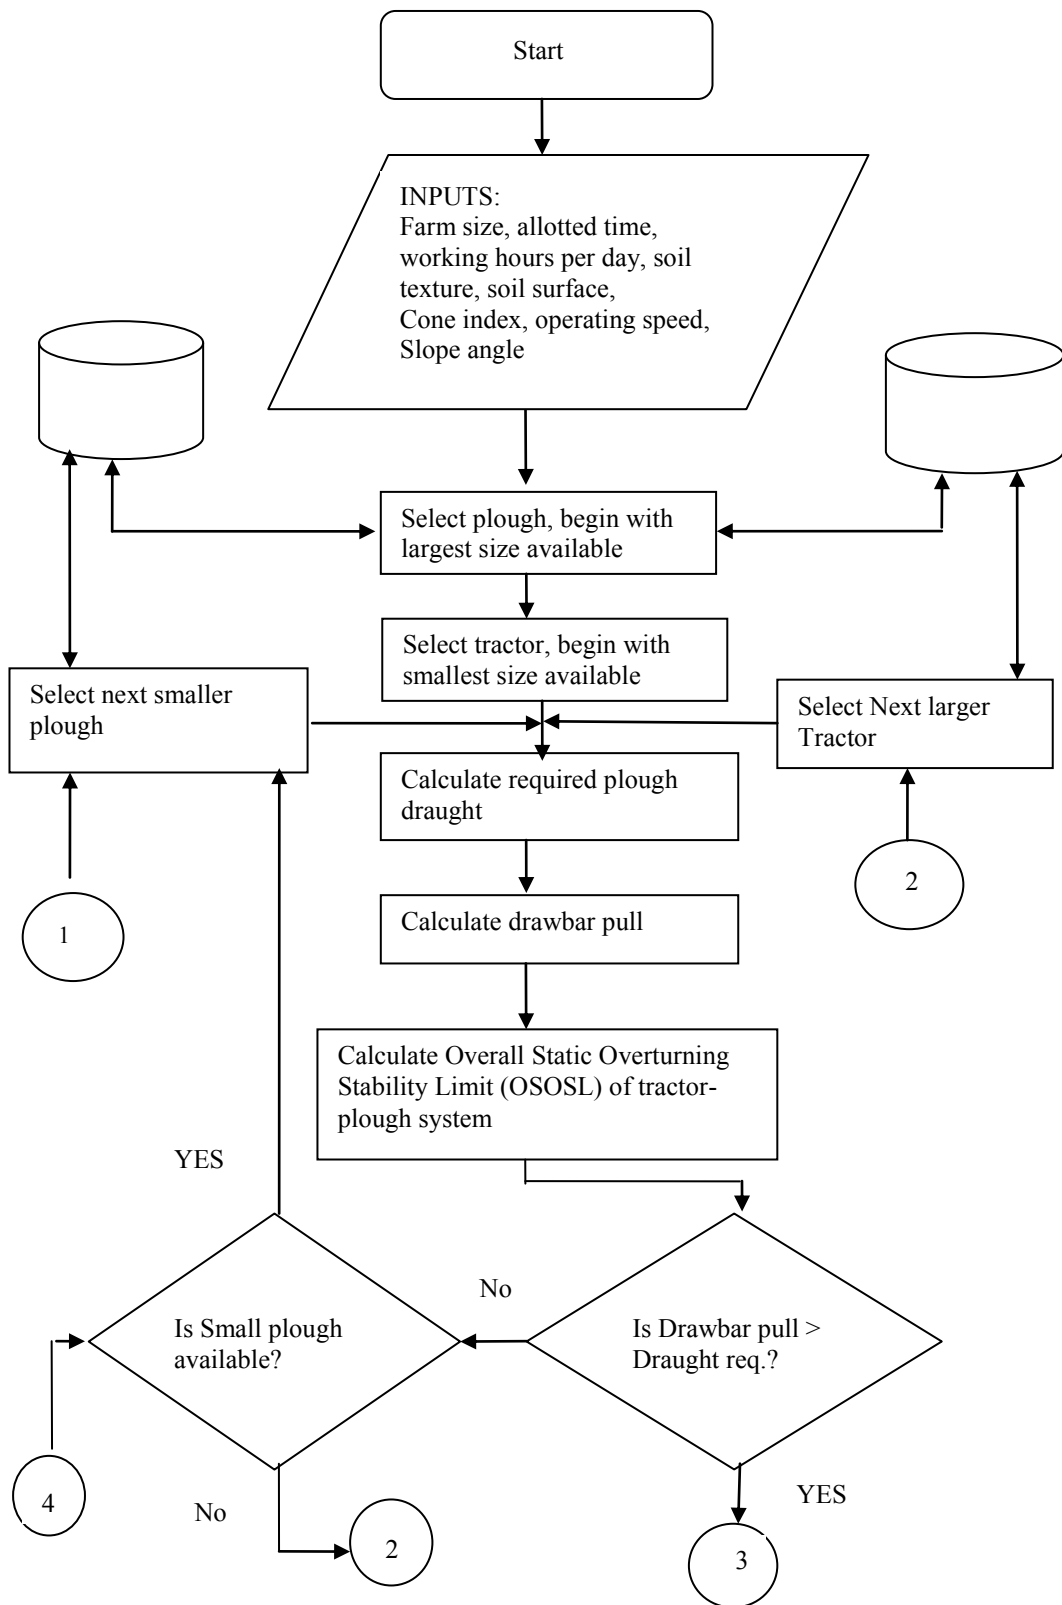 Start
INPUTS:
Farm size, allotted time,
working hours per day, soil
texture, soil surface,
Cone index, operating speed,
Slope angle
Select plough, begin with
largest size available
Select tractor, begin with
smallest size available
Select next smaller
plough
Select Next larger
Tractor
Calculate required plough
draught
1
2
Calculate drawbar pull
Calculate Overall Static Overturning
Stability Limit (OSOSL) of tractor-
plough system
YES
No
Is Small plough
available?
Is Drawbar pull >
Draught req.?
4
No
2
YES
3